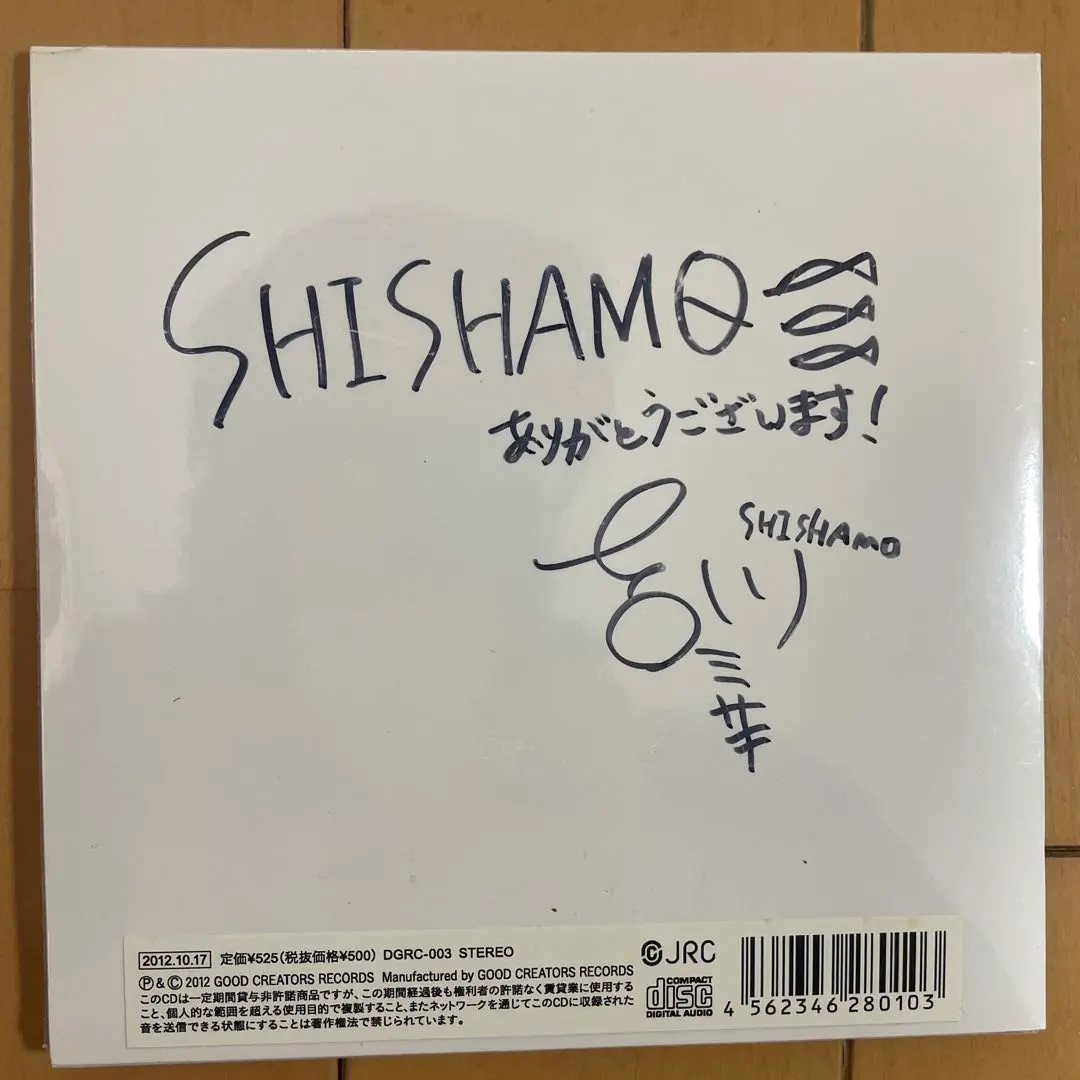 SHISHAMO
ありがとうございます!
SHISHAMO
吉川
ミサキ
2012.10.17 定価¥525(税抜価格¥500) DGRC-003 STEREO
Ⓟ&Ⓒ 2012 GOOD CREATORS RECORDS Manufactured by GOOD CREATORS RECORDS
このCDは一定期間貸与非許諾商品ですが、この期間経過後も権利者の許諾なく賃貸業に使用する
こと、個人的な範囲を超える使用目的で複製すること、またネットワークを通じてこのCDに収録された
音を送信できる状態にすることは著作権法で禁じられています。
JRC
COMPACT
disc
DIGITAL AUDIO
4 562346 280103